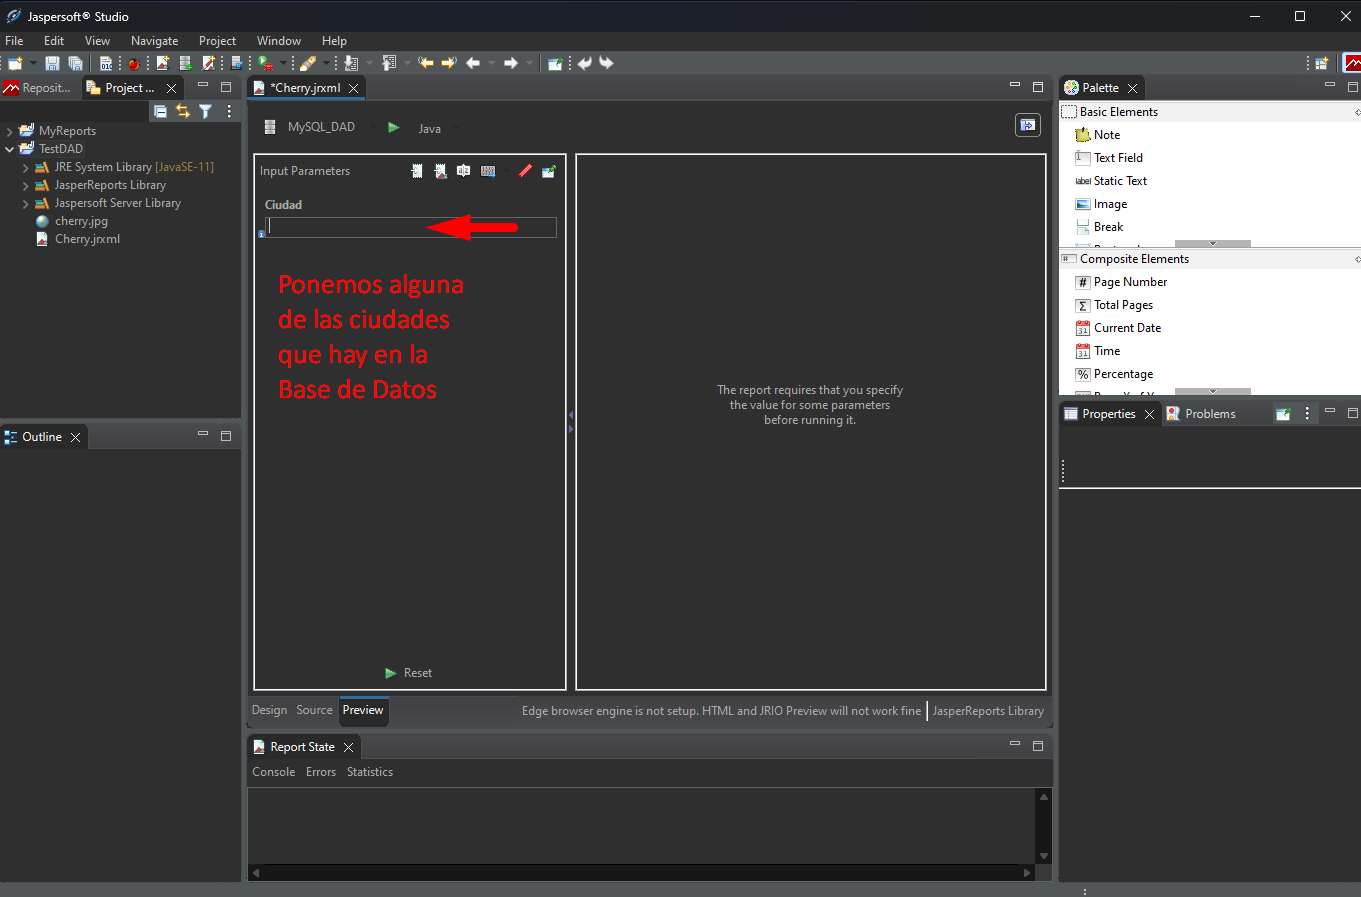 Jaspersoft® Studio
File Edit View Navigate Project Window Help
Reposit... Project ...
MyReports
TestDAD
JRE System Library [JavaSE-11]
JasperReports Library
Jaspersoft Server Library
cherry.jpg
Cherry.jrxml
Outline
*Cherry.jrxml
MySQL_DAD Java
Input Parameters
Ciudad
Ponemos alguna
de las ciudades
que hay en la
Base de Datos
Reset
The report requires that you specify
the value for some parameters
before running it.
Design Source Preview
Edge browser engine is not setup. HTML and JRIO Preview will not work fine JasperReports Library
Report State
Console Errors Statistics
Palette
Basic Elements
Note
Text Field
label Static Text
Image
Break
Composite Elements
# Page Number
Σ Total Pages
31 Current Date
31 Time
% Percentage
Properties Problems